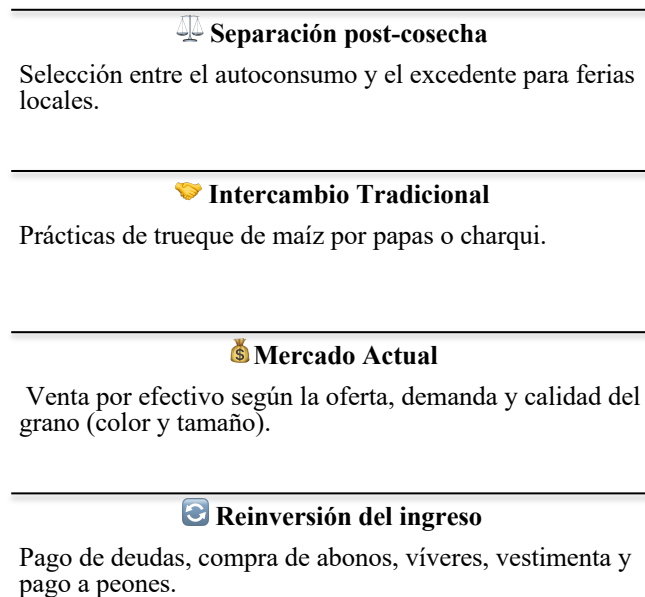 ⚖️ Separación post-cosecha
Selección entre el autoconsumo y el excedente para ferias
locales.
🤝 Intercambio Tradicional
Prácticas de trueque de maíz por papas o charqui.
💰Mercado Actual
Venta por efectivo según la oferta, demanda y calidad del
grano (color y tamaño).
🔄 Reinversión del ingreso
Pago de deudas, compra de abonos, víveres, vestimenta y
pago a peones.